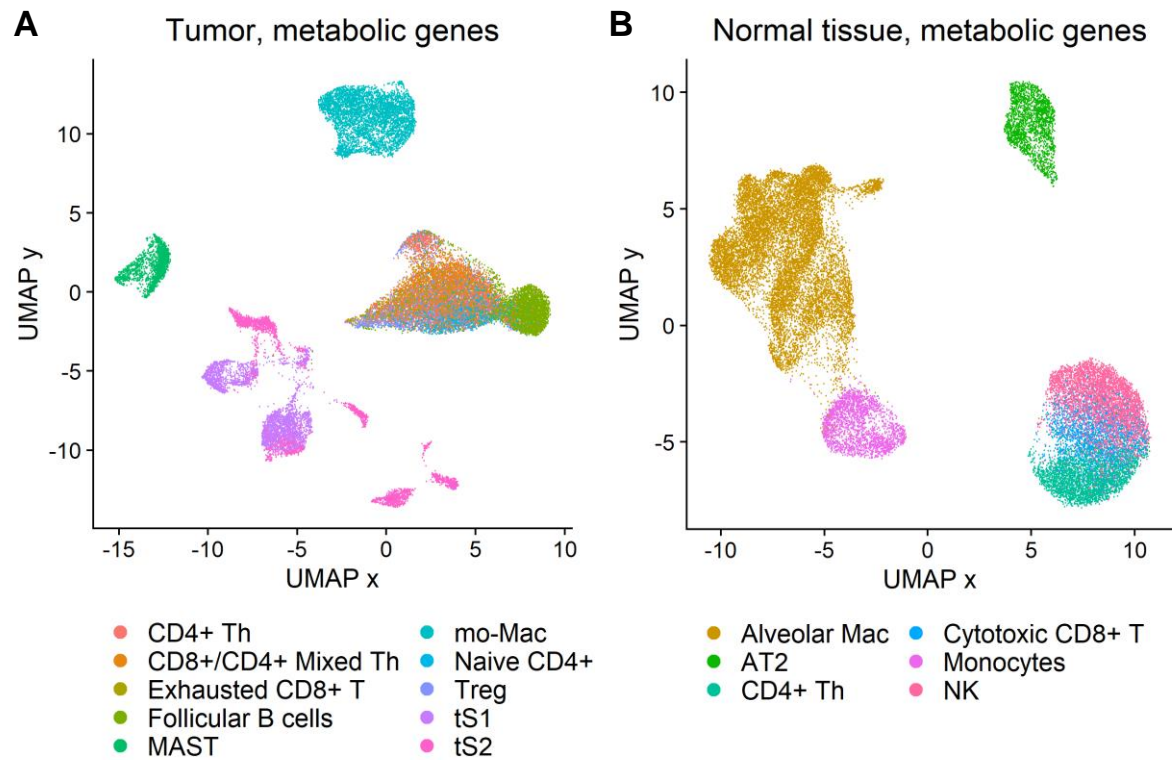 A
Tumor, metabolic genes
10
5
0
-5
-10
UMAP y
-15
-10
-5
0
5
10
UMAP x
CD4+ Th
CD8+/CD4+ Mixed Th
Exhausted CD8+ T
Follicular B cells
MAST
mo-Mac
Naive CD4+
Treg
tS1
tS2
B
Normal tissue, metabolic genes
10
5
0
-5
UMAP y
-10
-5
0
5
10
UMAP x
Alveolar Mac
AT2
CD4+ Th
Cytotoxic CD8+ T
Monocytes
NK